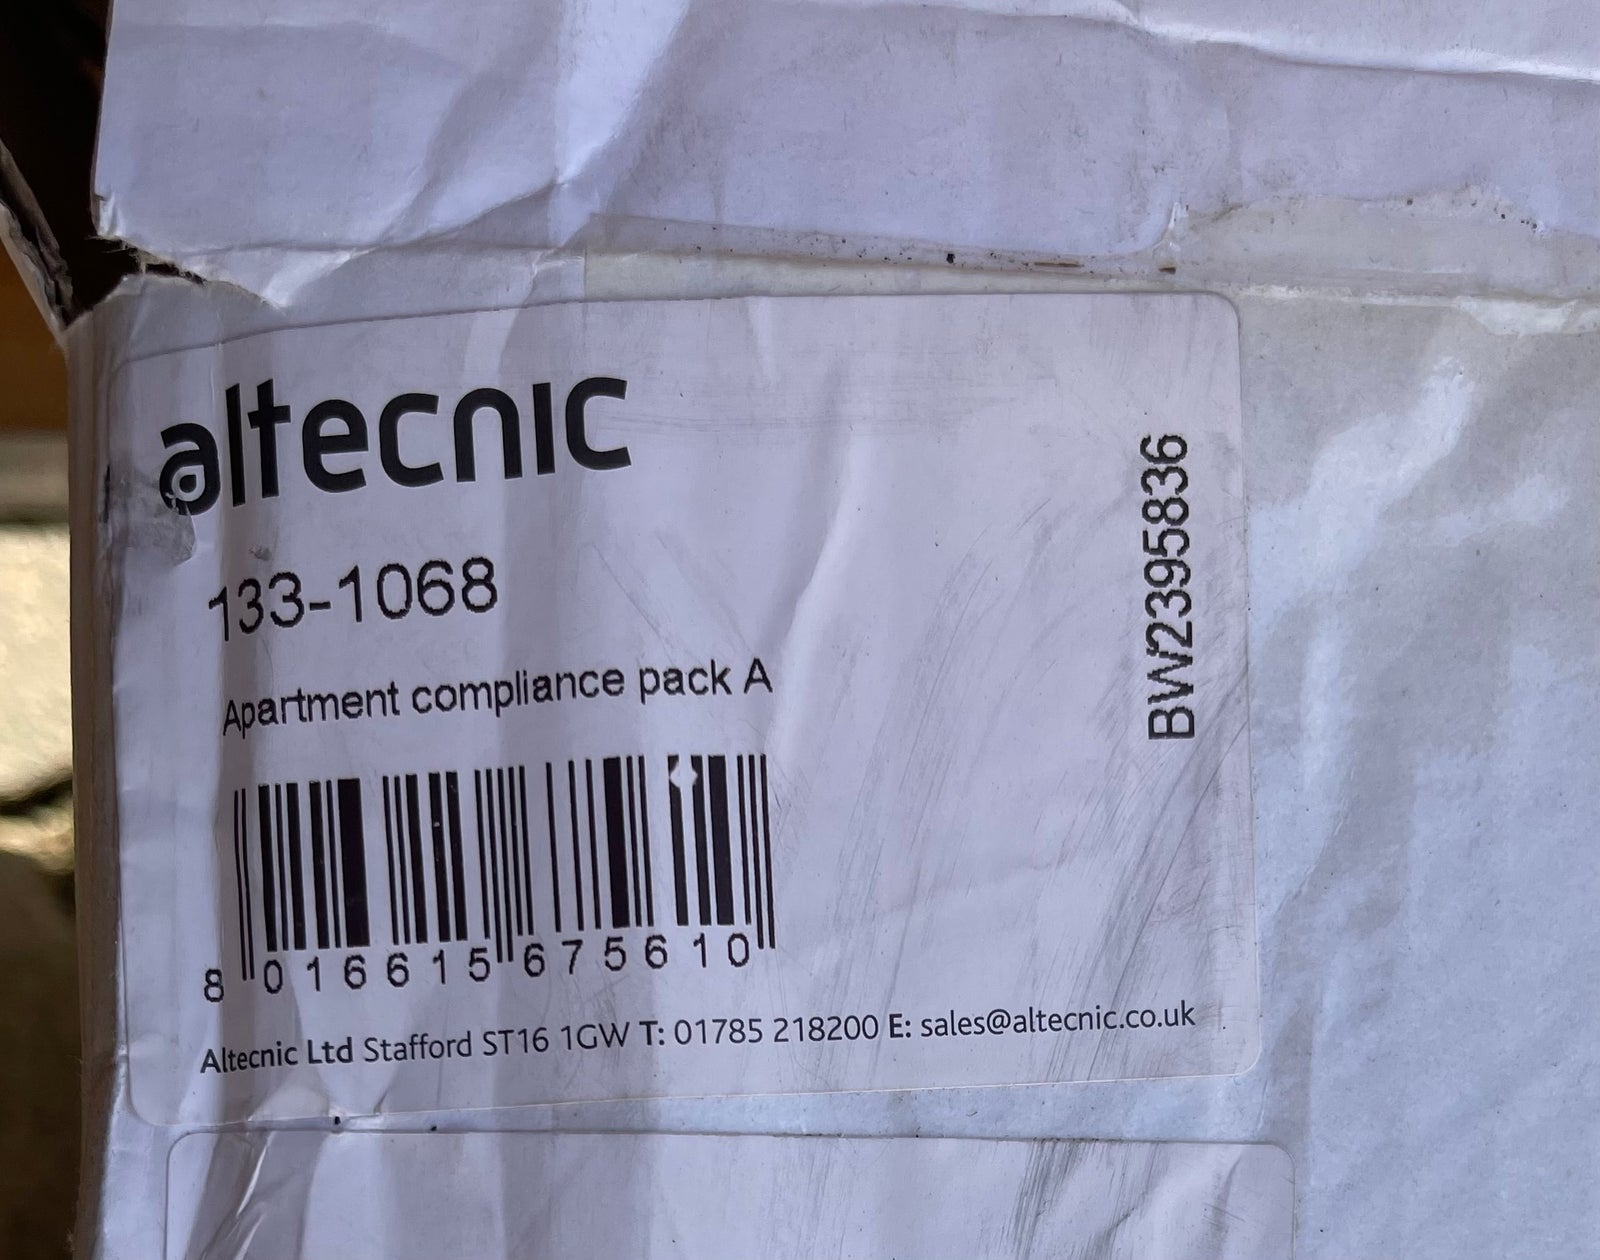 altecnic
133-1068
Apartment compliance pack A
8 016615 675610
Altecnic Ltd Stafford ST16 1GW T: 01785 218200 E: sales@altecnic.co.uk
BW2395836